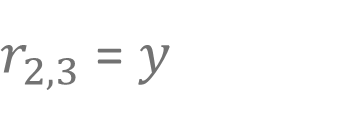 r₂,₃ = y